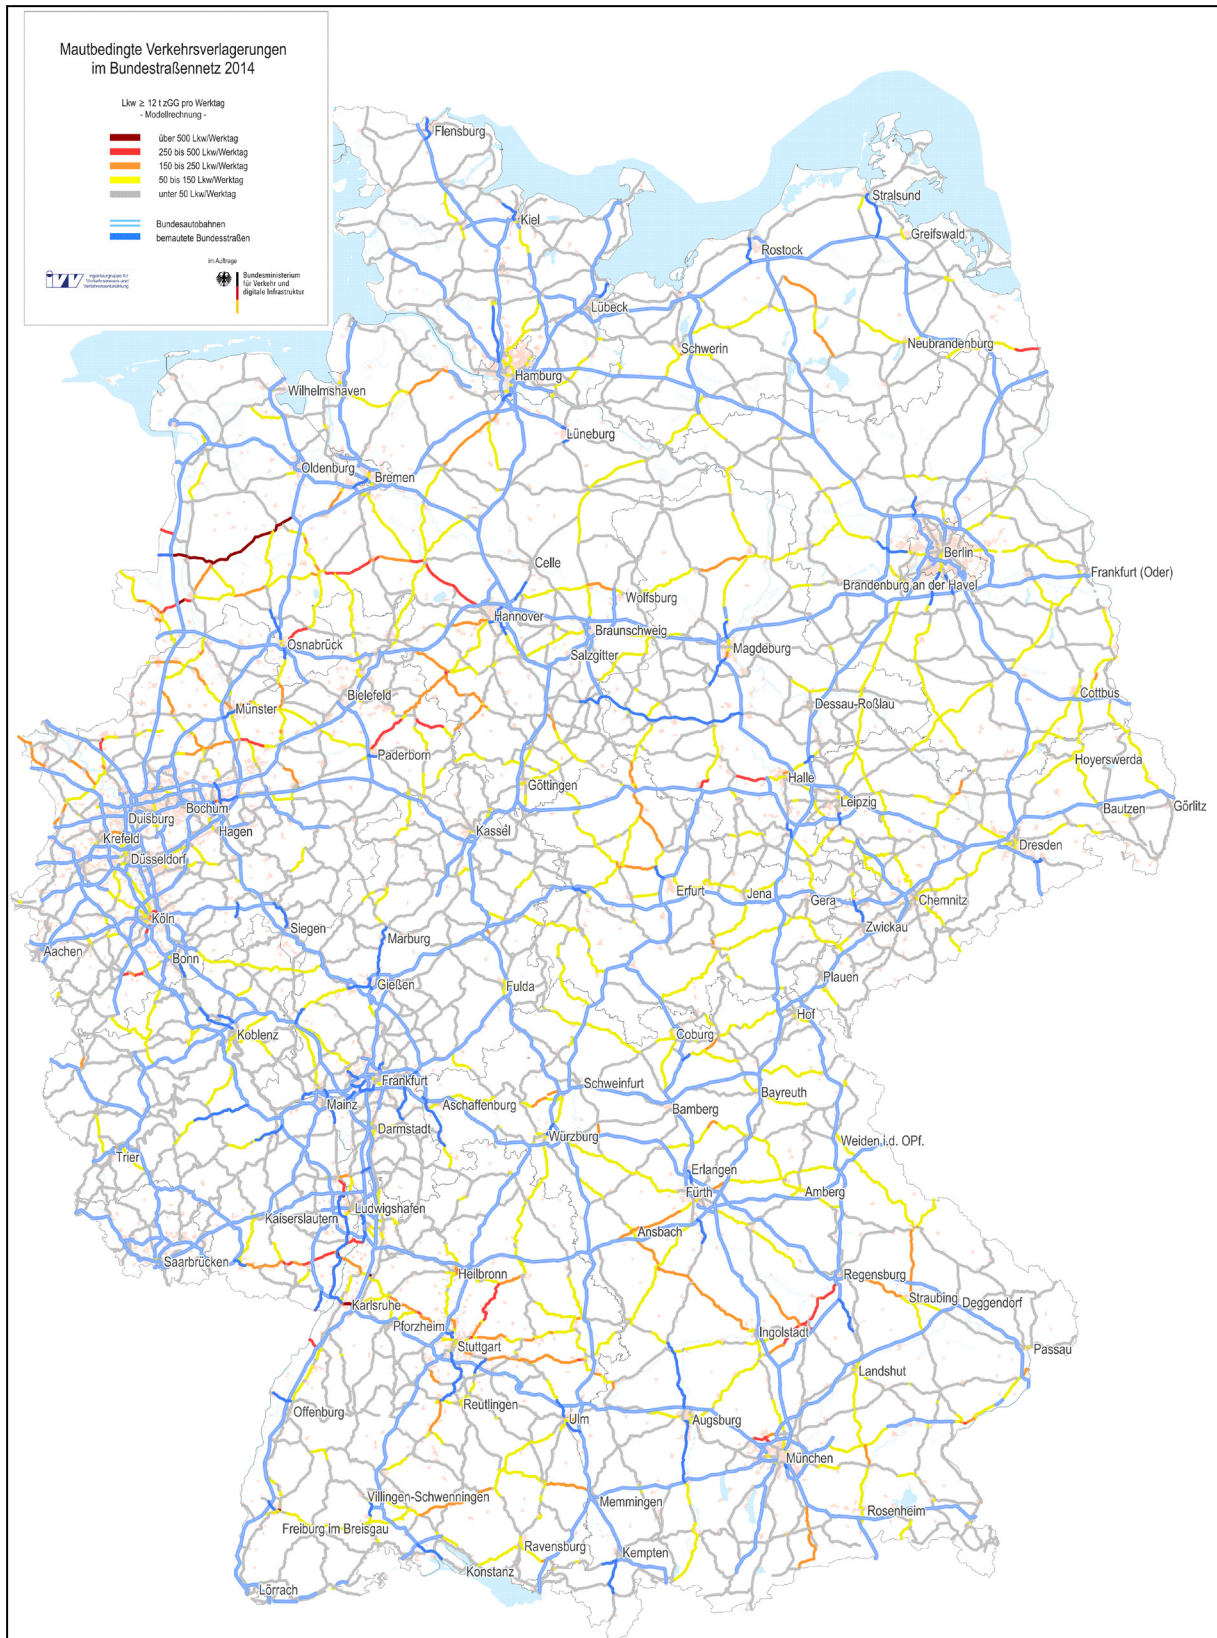 Mautbedingte Verkehrsverlagerungen
im Bundestraßennetz 2014
Lkw ≥ 12 t zGG pro Werktag
- Modellrechnung -
über 500 Lkw/Werktag
250 bis 500 Lkw/Werktag
150 bis 250 Lkw/Werktag
50 bis 150 Lkw/Werktag
unter 50 Lkw/Werktag
Bundesautobahnen
bemautete Bundesstraßen
im Auftrage
IVV
Ingenieurgruppe für
Verkehrswesen und
Verfahrensentwicklung
Bundesministerium
für Verkehr und
digitale Infrastruktur
Flensburg
Kiel
Stralsund
Greifswald
Rostock
Lübeck
Schwerin
Neubrandenburg
Hamburg
Wilhelmshaven
Lüneburg
Oldenburg
Bremen
Berlin
Celle
Frankfurt (Oder)
Brandenburg an der Havel
Wolfsburg
Hannover
Braunschweig
Osnabrück
Magdeburg
Salzgitter
Bielefeld
Cottbus
Dessau-Roßlau
Münster
Paderborn
Hoyerswerda
Göttingen
Halle
Leipzig
Bautzen
Görlitz
Bochum
Duisburg
Hagen
Kassel
Krefeld
Düsseldorf
Dresden
Erfurt
Jena
Gera
Chemnitz
Köln
Siegen
Zwickau
Marburg
Aachen
Bonn
Plauen
Gießen
Fulda
Hof
Koblenz
Coburg
Frankfurt
Schweinfurt
Bayreuth
Mainz
Aschaffenburg
Bamberg
Darmstadt
Würzburg
Weiden i.d. OPf.
Trier
Erlangen
Fürth
Amberg
Ludwigshafen
Kaiserslautern
Ansbach
Saarbrücken
Heilbronn
Regensburg
Straubing
Deggendorf
Karlsruhe
Pforzheim
Ingolstadt
Stuttgart
Passau
Landshut
Offenburg
Reutlingen
Ulm
Augsburg
München
Villingen-Schwenningen
Memmingen
Rosenheim
Freiburg im Breisgau
Ravensburg
Kempten
Konstanz
Lörrach